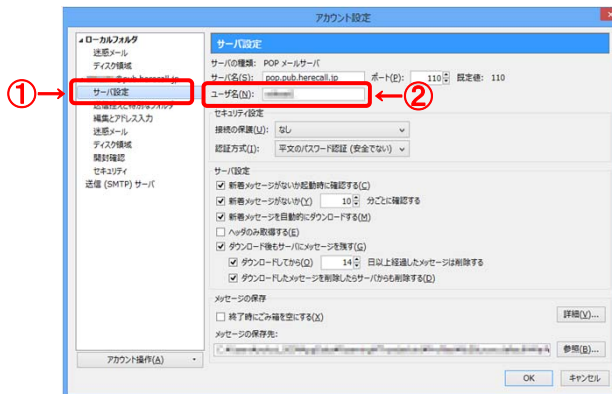 アカウント設定
ローカルフォルダ
迷惑メール
ディスク領域
@pub.herecall.jp
サーバ設定
編集とアドレス入力
迷惑メール
ディスク領域
開封確認
セキュリティ
送信 (SMTP) サーバ
アカウント操作(A)
①
サーバ設定
サーバの種類: POP メールサーバ
サーバ名(S): pop.pub.herecall.jp ポート(P): 110 既定値: 110
ユーザ名(N):
②
セキュリティ設定
接続の保護(U): なし
認証方式(I): 平文のパスワード認証 (安全でない)
サーバ設定
新着メッセージがないか起動時に確認する(C)
新着メッセージがないか(Y) 10 分ごとに確認する
新着メッセージを自動的にダウンロードする(M)
ヘッダのみ取得する(E)
ダウンロード後もサーバにメッセージを残す(G)
ダウンロードしてから(O) 14 日以上経過したメッセージは削除する
ダウンロードしたメッセージを削除したらサーバからも削除する(D)
メッセージの保存
終了時にごみ箱を空にする(X) 詳細(V)...
メッセージの保存先:
参照(B)...
OK キャンセル